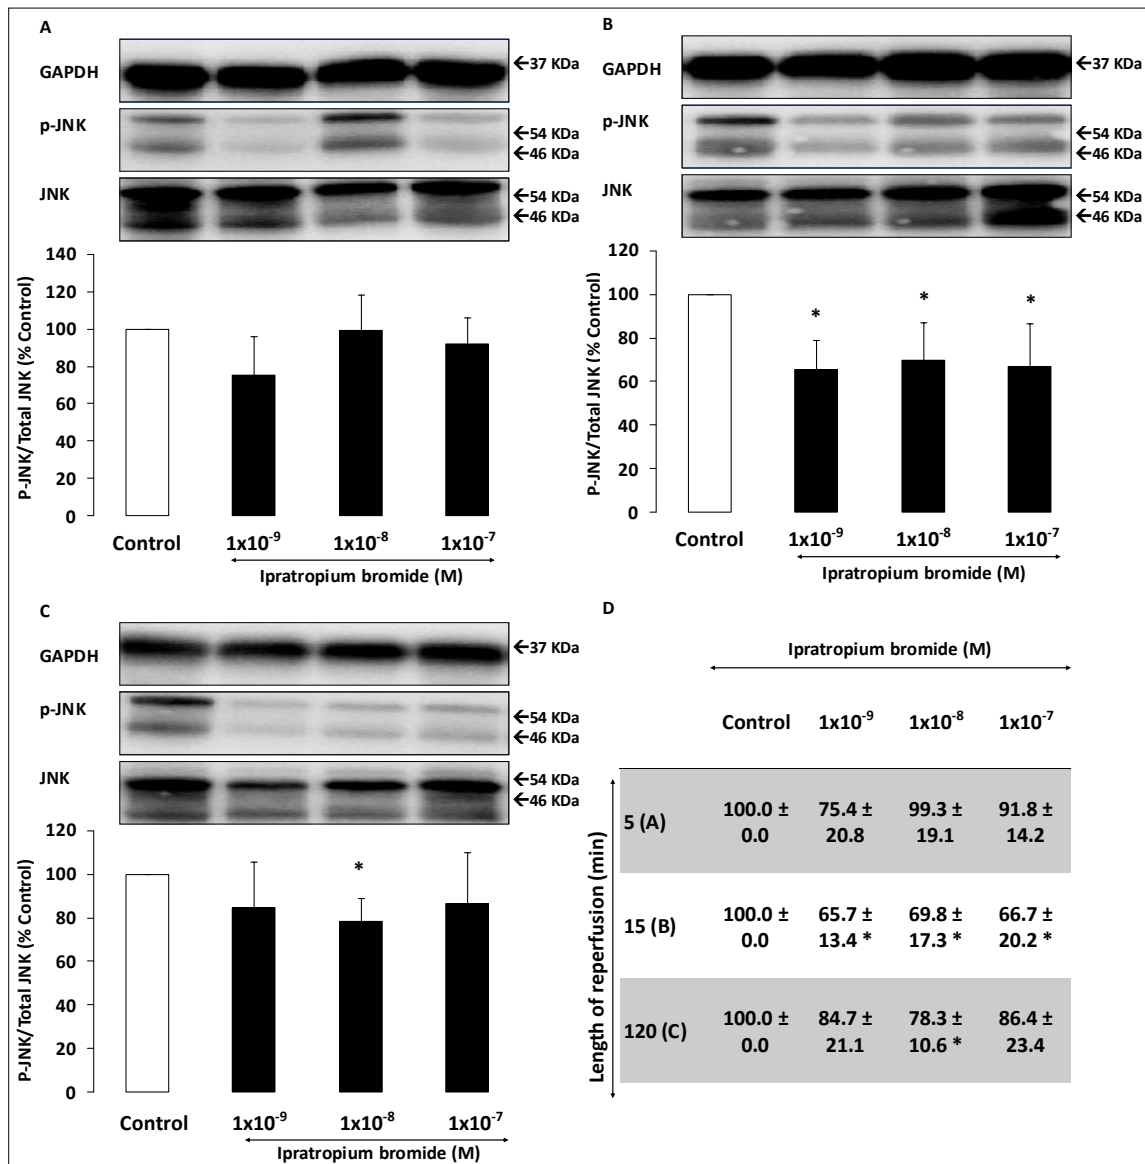 A
GAPDH
←37 KDa
p-JNK
←54 KDa
←46 KDa
JNK
←54 KDa
←46 KDa
P-JNK/Total JNK (% Control)
140
120
100
80
60
40
20
0
Control 1x10⁻⁹ 1x10⁻⁸ 1x10⁻⁷
Ipratropium bromide (M)
B
GAPDH
←37 KDa
p-JNK
←54 KDa
←46 KDa
JNK
←54 KDa
←46 KDa
P-JNK/Total JNK (% Control)
120
100
80
60
40
20
0
* * *
Control 1x10⁻⁹ 1x10⁻⁸ 1x10⁻⁷
Ipratropium bromide (M)
C
GAPDH
←37 KDa
p-JNK
←54 KDa
←46 KDa
JNK
←54 KDa
←46 KDa
P-JNK/Total JNK (% Control)
120
100
80
60
40
20
0
*
Control 1x10⁻⁹ 1x10⁻⁸ 1x10⁻⁷
Ipratropium bromide (M)
D
Ipratropium bromide (M)
Control 1x10⁻⁹ 1x10⁻⁸ 1x10⁻⁷
Length of reperfusion (min)
5 (A) 100.0 ± 75.4 ± 99.3 ± 91.8 ±
0.0 20.8 19.1 14.2
15 (B) 100.0 ± 65.7 ± 69.8 ± 66.7 ±
0.0 13.4 * 17.3 * 20.2 *
120 (C) 100.0 ± 84.7 ± 78.3 ± 86.4 ±
0.0 21.1 10.6 * 23.4